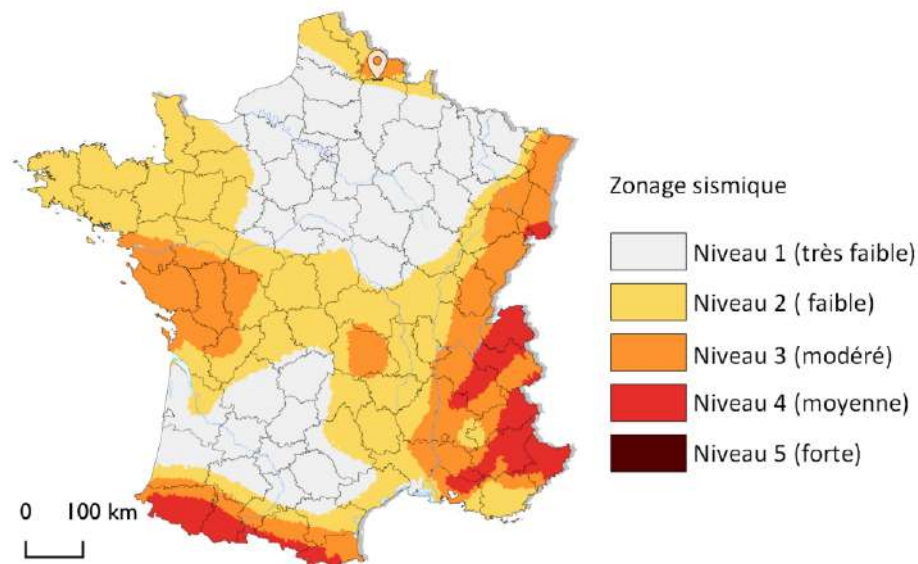 Zonage sismique
Niveau 1 (très faible)
Niveau 2 ( faible)
Niveau 3 (modéré)
Niveau 4 (moyenne)
Niveau 5 (forte)
0 100 km